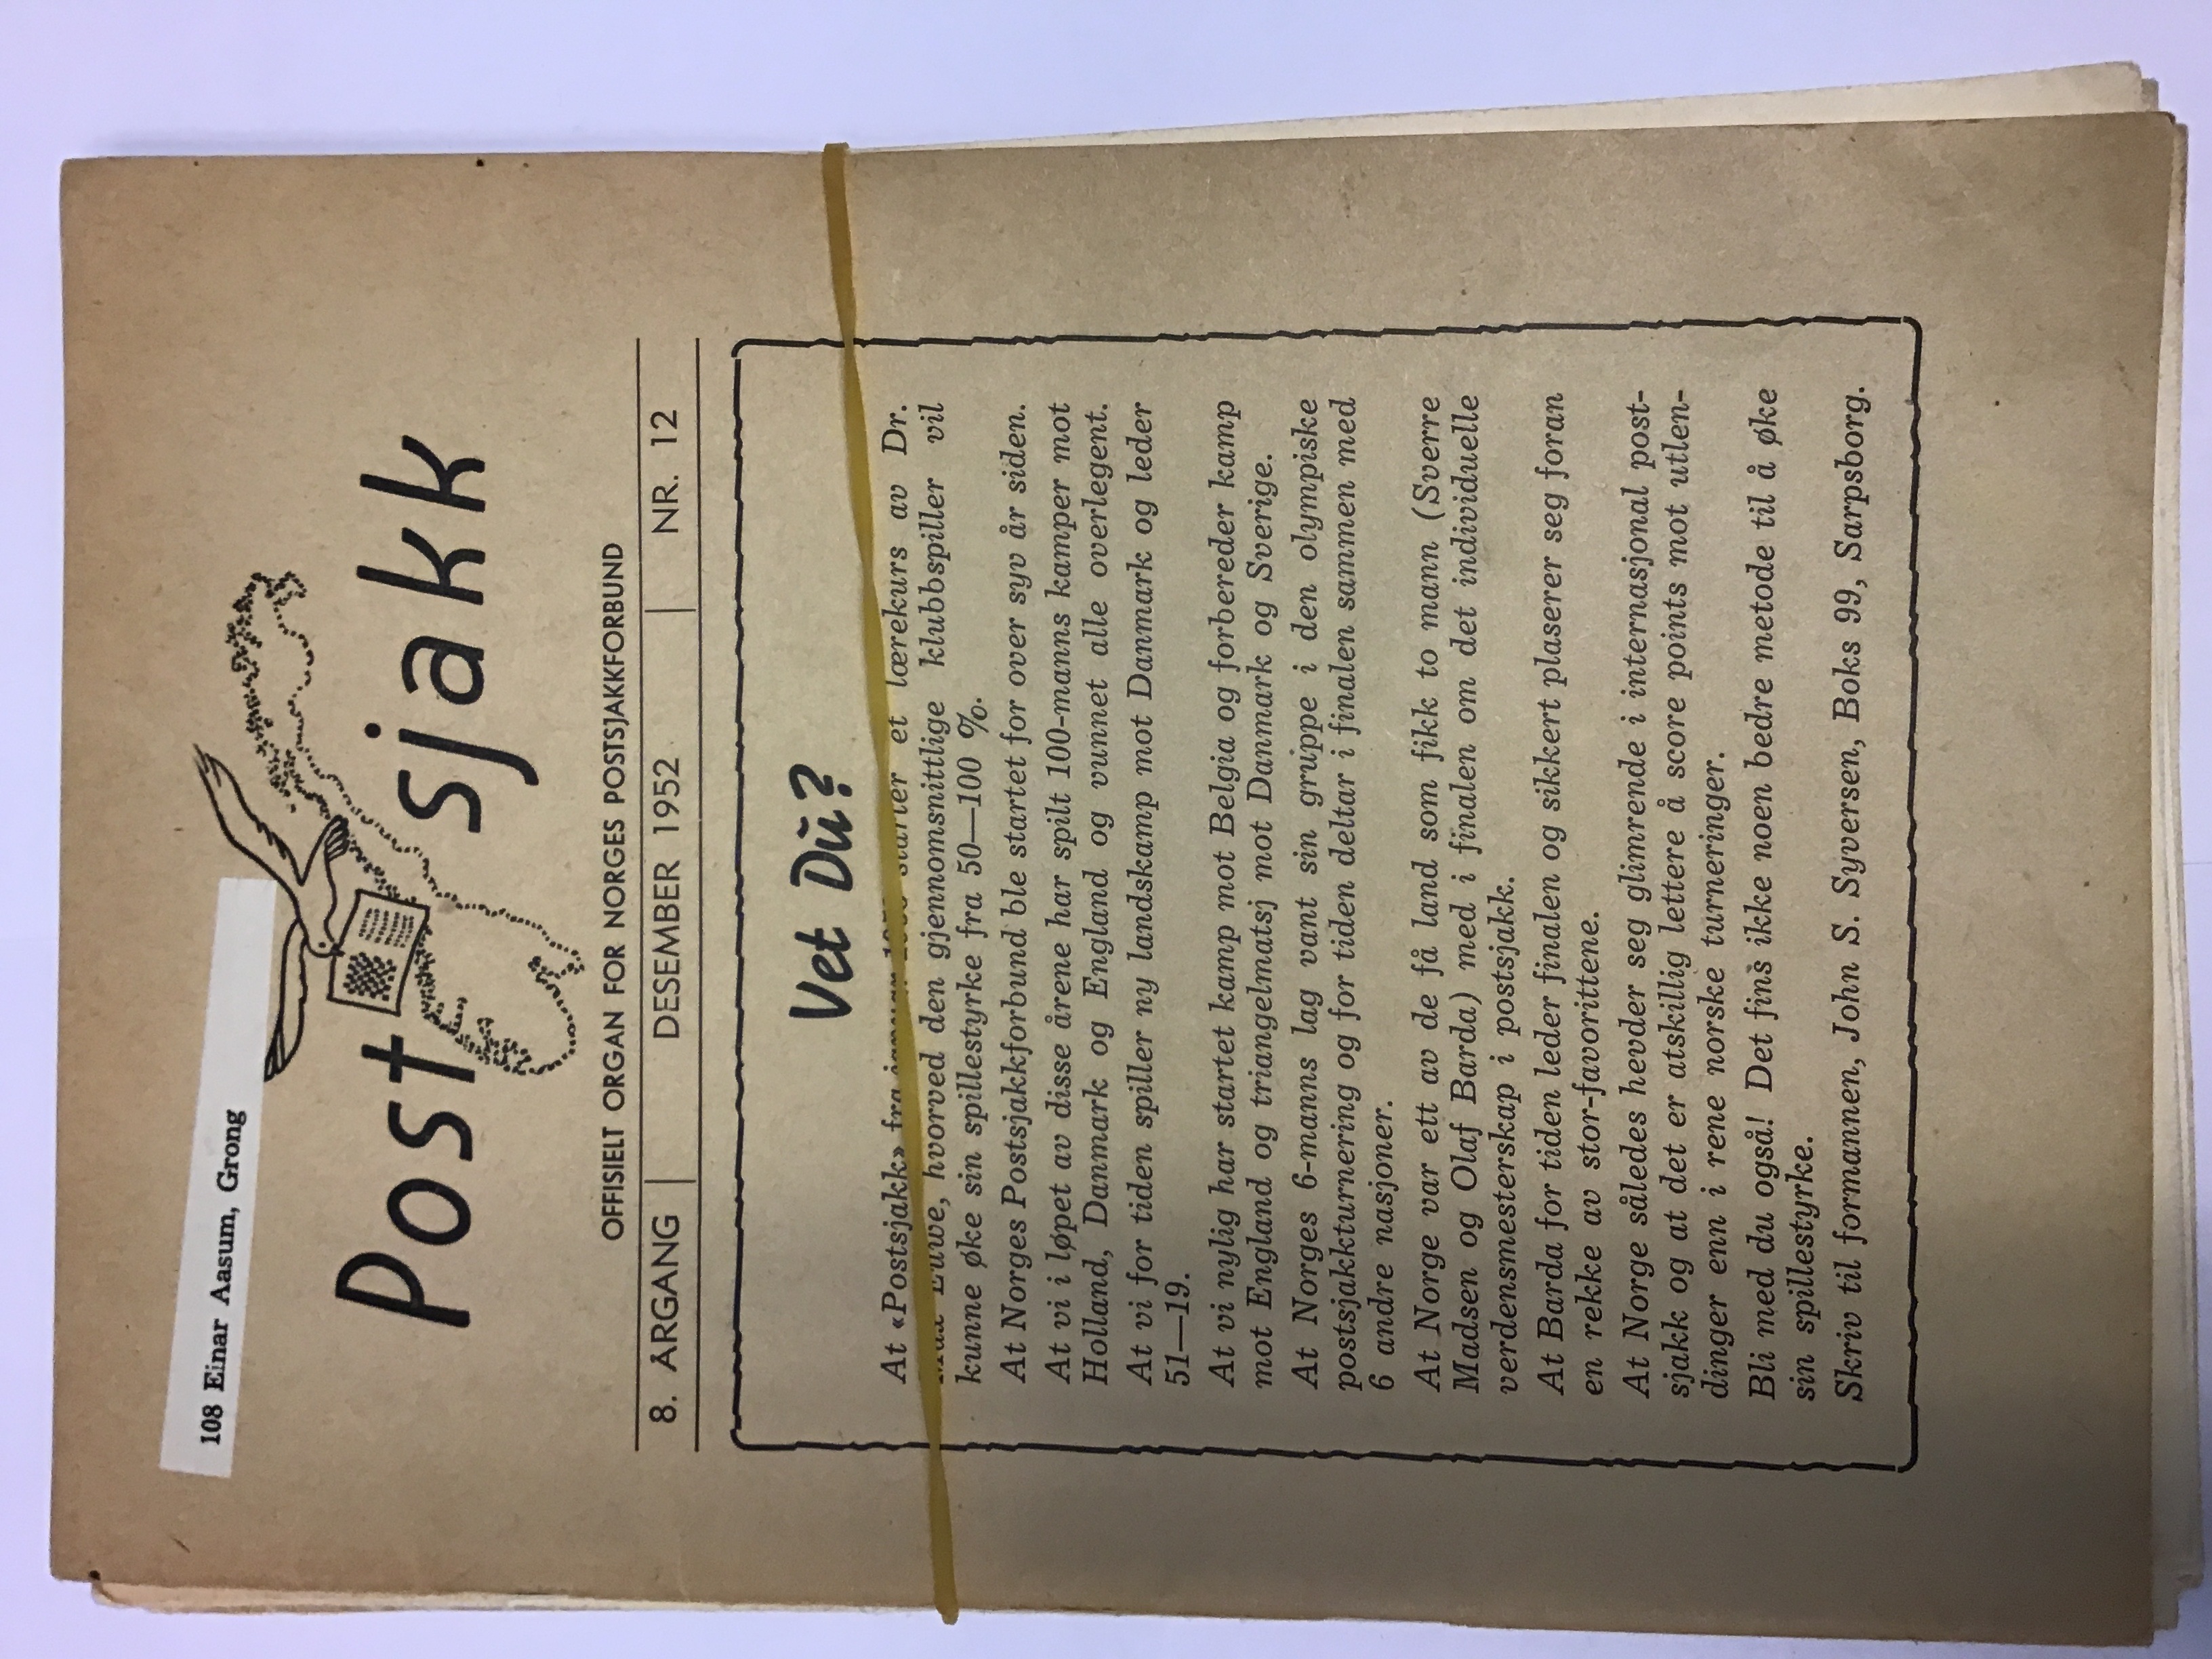 108 Einar Aasum, Grong
Post sjakk
OFFISIELT ORGAN FOR NORGES POSTSJAKKFORBUND
8. ÅRGANG DESEMBER 1952 NR. 12
Vet Du?
At «Postsjakk» fra januar starter et lærekurs av Dr.
Euwe, hvorved den gjennomsnittlige klubbspiller vil
kunne øke sin spillestyrke fra 50—100 %.
At Norges Postsjakkforbund ble startet for over syv år siden.
At vi i løpet av disse årene har spilt 100-manns kamper mot
Holland, Danmark og England og vunnet alle overlegent.
At vi for tiden spiller ny landskamp mot Danmark og leder
51—19.
At vi nylig har startet kamp mot Belgia og forbereder kamp
mot England og triangelmatsj mot Danmark og Sverige.
At Norges 6-manns lag vant sin gruppe i den olympiske
postsjakkturnering og for tiden deltar i finalen sammen med
6 andre nasjoner.
At Norge var ett av de få land som fikk to mann (Sverre
Madsen og Olaf Barda) med i finalen om det individuelle
verdensmesterskap i postsjakk.
At Barda for tiden leder finalen og sikkert plaserer seg foran
en rekke av stor-favorittene.
At Norge således hevder seg glimrende i internasjonal post-
sjakk og at det er atskillig lettere å score points mot utlen-
dinger enn i rene norske turneringer.
Bli med du også! Det fins ikke noen bedre metode til å øke
sin spillestyrke.
Skriv til formannen, John S. Syversen, Boks 99, Sarpsborg.